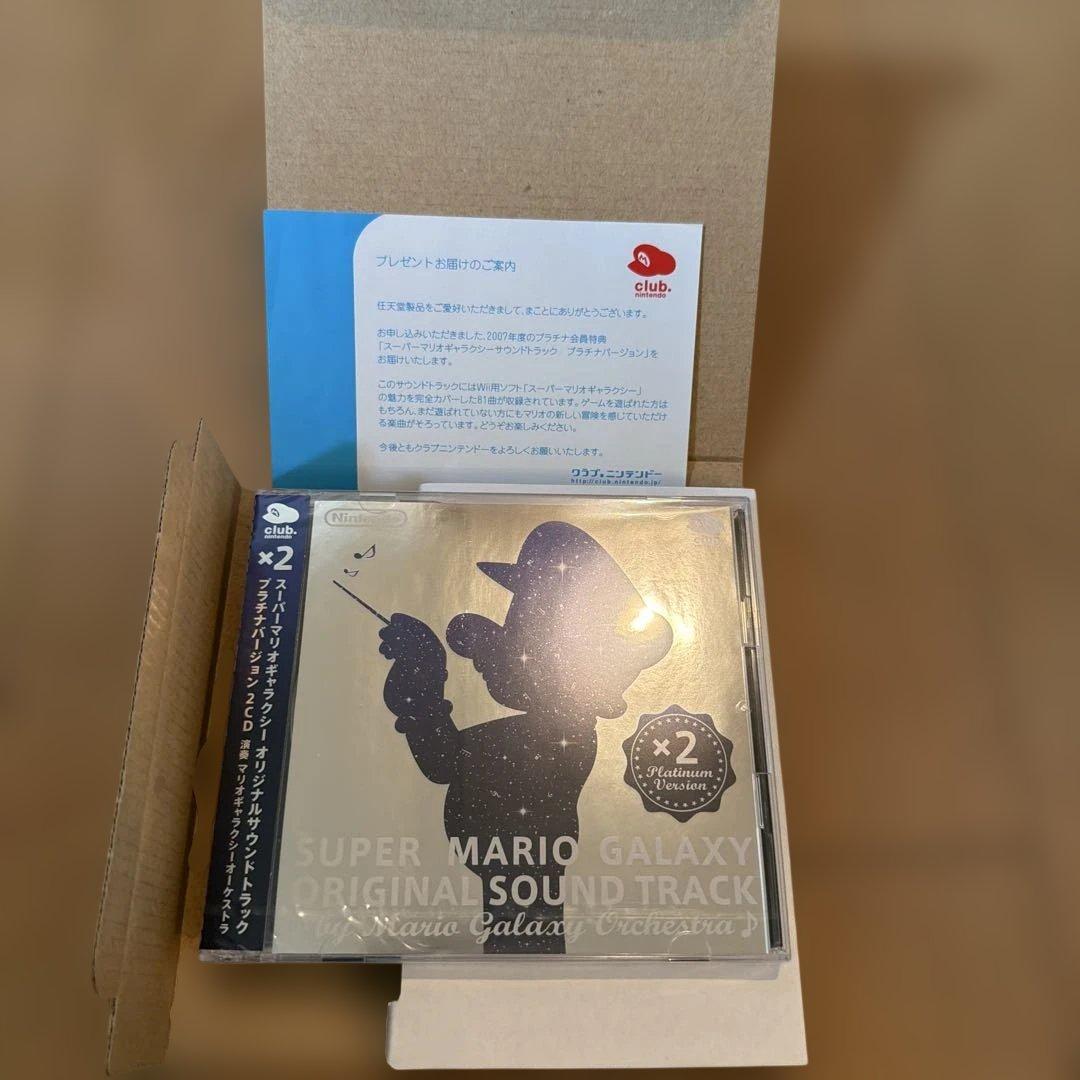 プレゼントお届けのご案内
club.
nintendo
任天堂製品をご愛好いただきまして、まことにありがとうございます。
お申し込みいただきました、2007年度のプラチナ会員特典
「スーパーマリオギャラクシーサウンドトラック プラチナバージョン」を
お届けいたします。
このサウンドトラックにはWii用ソフト「スーパーマリオギャラクシー」
の魅力を完全カバーした81曲が収録されています。ゲームを遊ばれた方は
もちろん、まだ遊ばれていない方にもマリオの新しい冒険を感じていただけ
る楽曲がそろっています。どうぞお楽しみください。
今後ともクラブニンテンドーをよろしくお願いいたします。
クラブ.ニンテンドー
http://club.nintendo.jp/
club.
nintendo
×2
スーパーマリオギャラクシー オリジナルサウンドトラック
プラチナバージョン 2CD 演奏 マリオギャラクシーオーケストラ
Nintendo
×2
Platinum
Version
SUPER MARIO GALAXY
ORIGINAL SOUND TRACK
by Mario Galaxy Orchestra